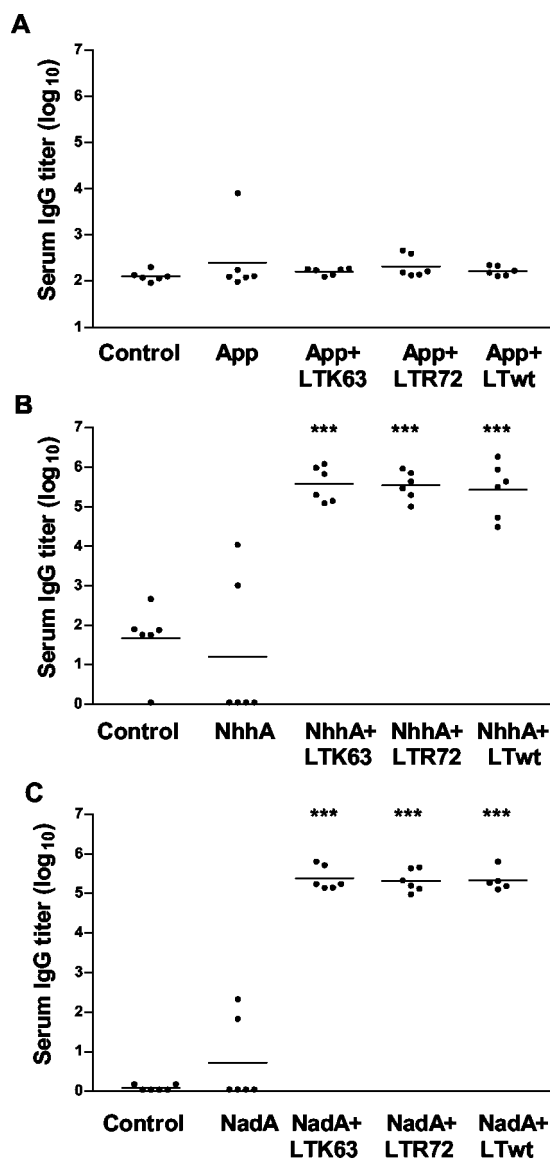 A
Serum IgG titer (log10)
7
6
5
4
3
2
1
Control App App+ App+ App+
LTK63 LTR72 LTwt
B
Serum IgG titer (log10)
7
6
5
4
3
2
1
0
*** *** ***
Control NhhA NhhA+ NhhA+ NhhA+
LTK63 LTR72 LTwt
C
Serum IgG titer (log10)
7
6
5
4
3
2
1
0
*** *** ***
Control NadA NadA+ NadA+ NadA+
LTK63 LTR72 LTwt